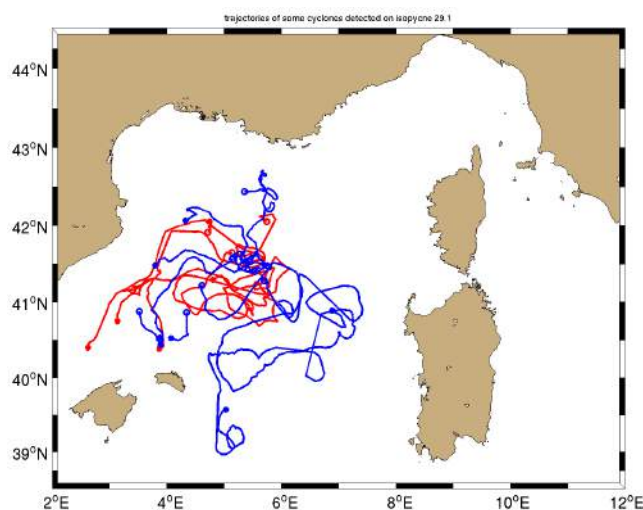 trajectories of some cyclones detected on isopycne 29.1
44°N
43°N
42°N
41°N
40°N
39°N
2°E 4°E 6°E 8°E 10°E 12°E